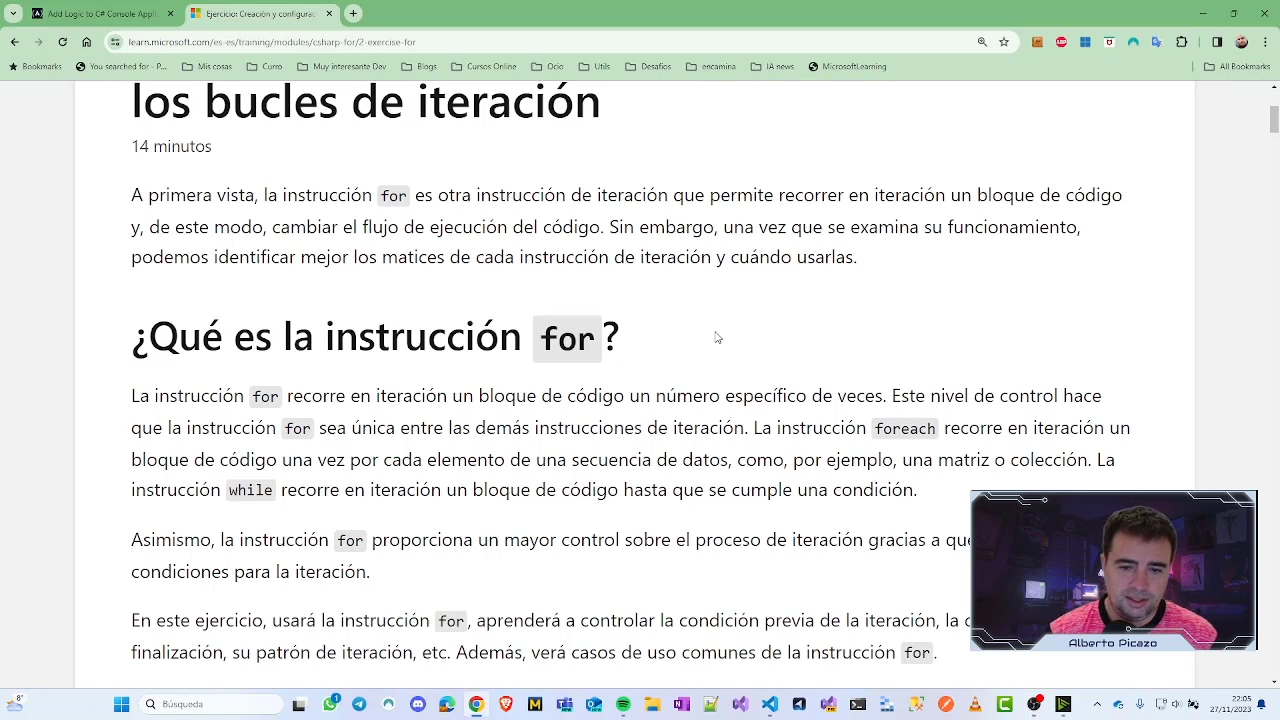 Add Logic to C# Console Appli
Ejercicio: Creación y configurac
learn.microsoft.com/es-es/training/modules/csharp-for/2-exercise-for
Bookmarks
You searched for - P...
Mis cosas
Curro
Muy interesante Dev
Blogs
Cursos Online
Ocio
Utils
Desafios
encamina
IA news
MicrosoftLearning
All Bookmarks
los bucles de iteración
14 minutos
A primera vista, la instrucción for es otra instrucción de iteración que permite recorrer en iteración un bloque de código
y, de este modo, cambiar el flujo de ejecución del código. Sin embargo, una vez que se examina su funcionamiento,
podemos identificar mejor los matices de cada instrucción de iteración y cuándo usarlas.
¿Qué es la instrucción for?
La instrucción for recorre en iteración un bloque de código un número específico de veces. Este nivel de control hace
que la instrucción for sea única entre las demás instrucciones de iteración. La instrucción foreach recorre en iteración un
bloque de código una vez por cada elemento de una secuencia de datos, como, por ejemplo, una matriz o colección. La
instrucción while recorre en iteración un bloque de código hasta que se cumple una condición.
Asimismo, la instrucción for proporciona un mayor control sobre el proceso de iteración gracias a que
condiciones para la iteración.
En este ejercicio, usará la instrucción for, aprenderá a controlar la condición previa de la iteración, la
finalización, su patrón de iteración, etc. Además, verá casos de uso comunes de la instrucción for.
Alberto Picazo
8°
Búsqueda
22:05
27/11/2023